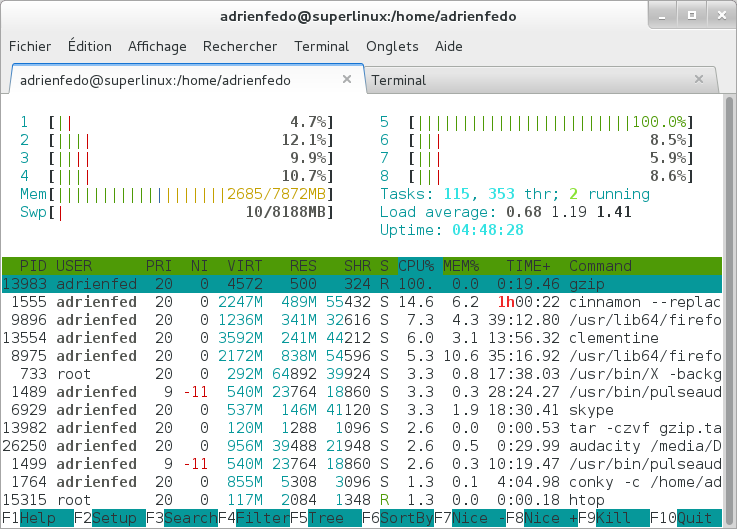 adrienfedo@superlinux:/home/adrienfedo
Fichier Édition Affichage Rechercher Terminal Onglets Aide
adrienfedo@superlinux:/home/adrienfedo Terminal
1 [|| 4.7%] 5 [||||||||||||||||||||||||100.0%]
2 [|||| 12.1%] 6 [||| 8.5%]
3 [|||| 9.9%] 7 [||| 5.9%]
4 [|||| 10.7%] 8 [||| 8.6%]
Mem[|||||||||||||||||||2685/7872MB] Tasks: 115, 353 thr; 2 running
Swp[| 10/8188MB] Load average: 0.68 1.19 1.41
Uptime: 04:48:28
PID USER PRI NI VIRT RES SHR S CPU% MEM% TIME+ Command
13983 adrienfed 20 0 4572 500 324 R 100. 0.0 0:19.46 gzip
1555 adrienfed 20 0 2247M 489M 55432 S 14.6 6.2 1h00:22 cinnamon --replac
9896 adrienfed 20 0 1236M 341M 32616 S 7.3 4.3 39:12.80 /usr/lib64/firefo
13554 adrienfed 20 0 3592M 241M 44212 S 6.0 3.1 13:56.32 clementine
8975 adrienfed 20 0 2172M 838M 54596 S 5.3 10.6 35:16.92 /usr/lib64/firefo
733 root 20 0 292M 64892 39924 S 3.3 0.8 17:38.03 /usr/bin/X -backg
1489 adrienfed 9 -11 540M 23764 18860 S 3.3 0.3 28:24.27 /usr/bin/pulseaud
6929 adrienfed 20 0 537M 146M 41120 S 3.3 1.9 18:30.41 skype
13982 adrienfed 20 0 120M 1288 1096 S 2.6 0.0 0:00.53 tar -czvf gzip.ta
26250 adrienfed 20 0 956M 39488 21948 S 2.6 0.5 0:29.99 audacity /media/D
1499 adrienfed 9 -11 540M 23764 18860 S 2.6 0.3 10:19.47 /usr/bin/pulseaud
1764 adrienfed 20 0 855M 5308 3096 S 1.3 0.1 4:04.98 conky -c /home/ad
15315 root 20 0 117M 2084 1348 R 1.3 0.0 0:00.18 htop
F1Help F2Setup F3SearchF4FilterF5Tree F6SortByF7Nice -F8Nice +F9Kill F10Quit